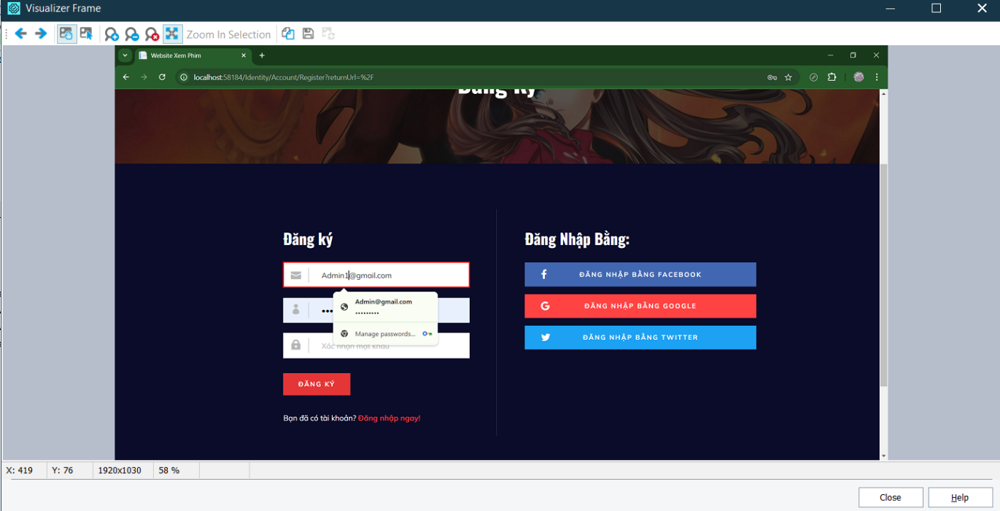 Visualizer Frame
Zoom In Selection
Website Xem Phim
localhost:58184/Identity/Account/Register?returnUrl=%2F
Đăng Ký
Đăng ký
Admin1@gmail.com
Admin@gmail.com
•••••••••
•••
Manage passwords...
Xác nhận mật khẩu
ĐĂNG KÝ
Bạn đã có tài khoản? Đăng nhập ngay!
Đăng Nhập Bằng:
ĐĂNG NHẬP BẰNG FACEBOOK
ĐĂNG NHẬP BẰNG GOOGLE
ĐĂNG NHẬP BẰNG TWITTER
X: 419 Y: 76 1920x1030 58 %
Close Help